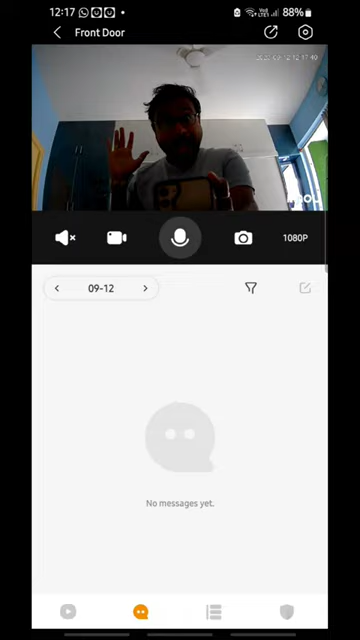 12:17 88%
Front Door
1080P
09-12
No messages yet.